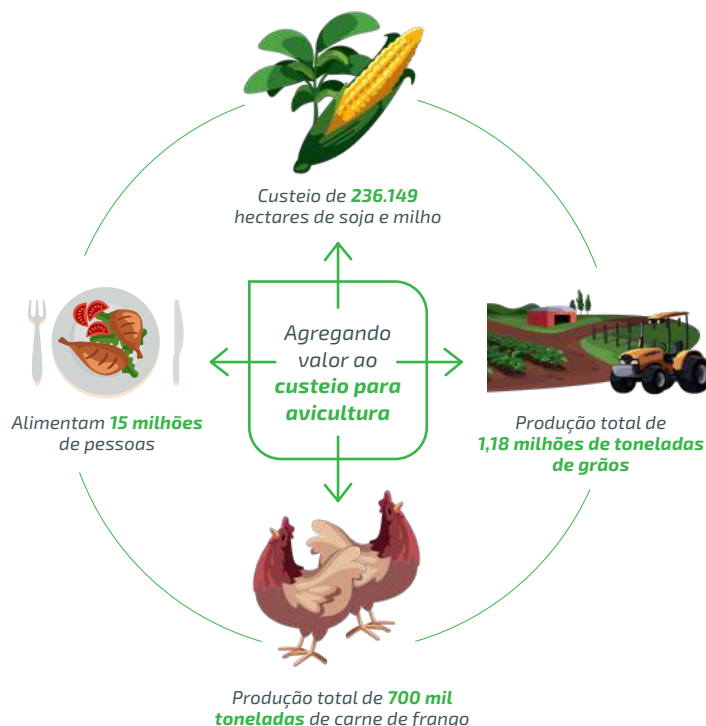 Custeio de 236.149
hectares de soja e milho
Agregando
valor ao
custeio para
avicultura
Alimentam 15 milhões
de pessoas
Produção total de
1,18 milhões de toneladas
de grãos
Produção total de 700 mil
toneladas de carne de frango